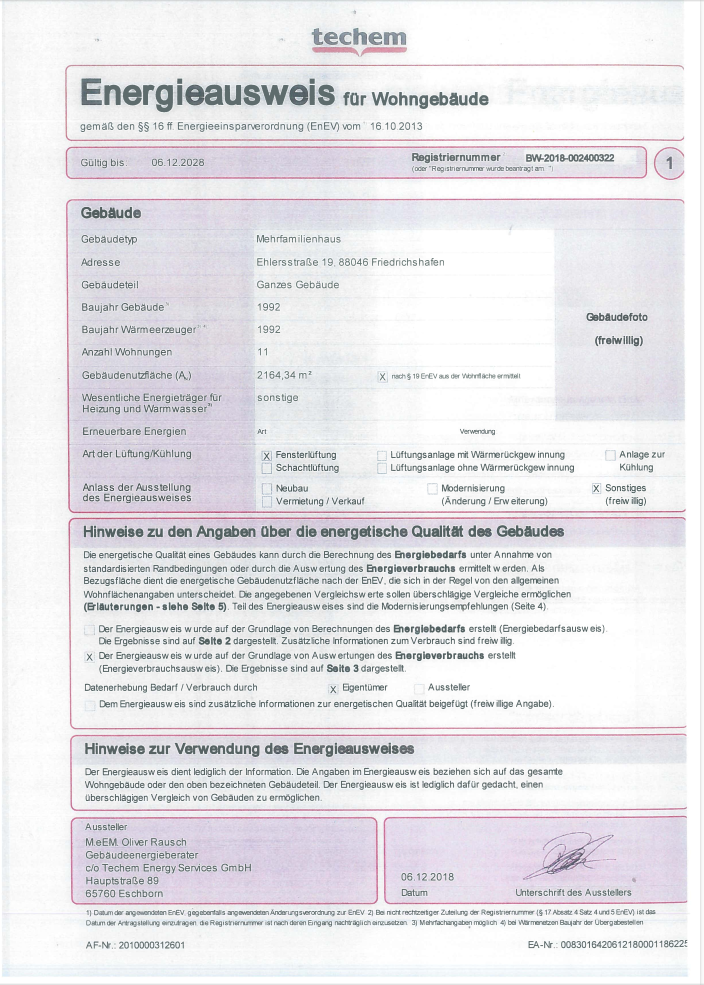 techem
Energieausweis für Wohngebäude
gemäß den §§ 16 ff. Energieeinsparverordnung (EnEV) vom ¹ 16.10.2013
Gültig bis: 06.12.2028
Registriernummer ² BW-2018-002400322
(oder "Registriernummer wurde beantragt am...")
1
Gebäude
Gebäudetyp Mehrfamilienhaus
Adresse Ehlersstraße 19, 88046 Friedrichshafen
Gebäudeteil Ganzes Gebäude
Baujahr Gebäude ³ 1992
Gebäudefoto
(freiwillig)
Baujahr Wärmeerzeuger ³ ⁴ 1992
Anzahl Wohnungen 11
Gebäudenutzfläche (Aₙ) 2164,34 m² X nach § 19 EnEV aus der Wohnfläche ermittelt
Wesentliche Energieträger für
Heizung und Warmwasser ³ sonstige
Erneuerbare Energien Art Verwendung
Art der Lüftung/Kühlung X Fensterlüftung Lüftungsanlage mit Wärmerückgewinnung Anlage zur
Schachtlüftung Lüftungsanlage ohne Wärmerückgewinnung Kühlung
Anlass der Ausstellung
des Energieausweises
Neubau Modernisierung X Sonstiges
Vermietung / Verkauf (Änderung / Erweiterung) (freiwillig)
Hinweise zu den Angaben über die energetische Qualität des Gebäudes
Die energetische Qualität eines Gebäudes kann durch die Berechnung des Energiebedarfs unter Annahme von
standardisierten Randbedingungen oder durch die Auswertung des Energieverbrauchs ermittelt werden. Als
Bezugsfläche dient die energetische Gebäudenutzfläche nach der EnEV, die sich in der Regel von den allgemeinen
Wohnflächenangaben unterscheidet. Die angegebenen Vergleichswerte sollen überschlägige Vergleiche ermöglichen
(Erläuterungen - siehe Seite 5). Teil des Energieausweises sind die Modernisierungsempfehlungen (Seite 4).
Der Energieausweis wurde auf der Grundlage von Berechnungen des Energiebedarfs erstellt (Energiebedarfsausweis).
Die Ergebnisse sind auf Seite 2 dargestellt. Zusätzliche Informationen zum Verbrauch sind freiwillig.
X Der Energieausweis wurde auf der Grundlage von Auswertungen des Energieverbrauchs erstellt
(Energieverbrauchsausweis). Die Ergebnisse sind auf Seite 3 dargestellt.
Datenerhebung Bedarf / Verbrauch durch X Eigentümer Aussteller
Dem Energieausweis sind zusätzliche Informationen zur energetischen Qualität beigefügt (freiwillige Angabe).
Hinweise zur Verwendung des Energieausweises
Der Energieausweis dient lediglich der Information. Die Angaben im Energieausweis beziehen sich auf das gesamte
Wohngebäude oder den oben bezeichneten Gebäudeteil. Der Energieausweis ist lediglich dafür gedacht, einen
überschlägigen Vergleich von Gebäuden zu ermöglichen.
Aussteller
M.eEM. Oliver Rausch
Gebäudeenergieberater
c/o Techem Energy Services GmbH
Hauptstraße 89
65760 Eschborn
06.12.2018
Datum Unterschrift des Ausstellers
1) Datum der angewendeten EnEV, gegebenfalls angewendeten Änderungsverordnung zur EnEV 2) Bei nicht rechtzeitiger Zuteilung der Registriernummer (§ 17 Absatz 4 Satz 4 und 5 EnEV) ist das
Datum der Antragstellung einzutragen; die Registriernummer ist nach deren Eingang nachträglich einzusetzen. 3) Mehrfachangaben möglich 4) bei Wärmenetzen Baujahr der Übergabestellen
AF-Nr.: 2010000312601 EA-Nr.: 0083016420612180001186225